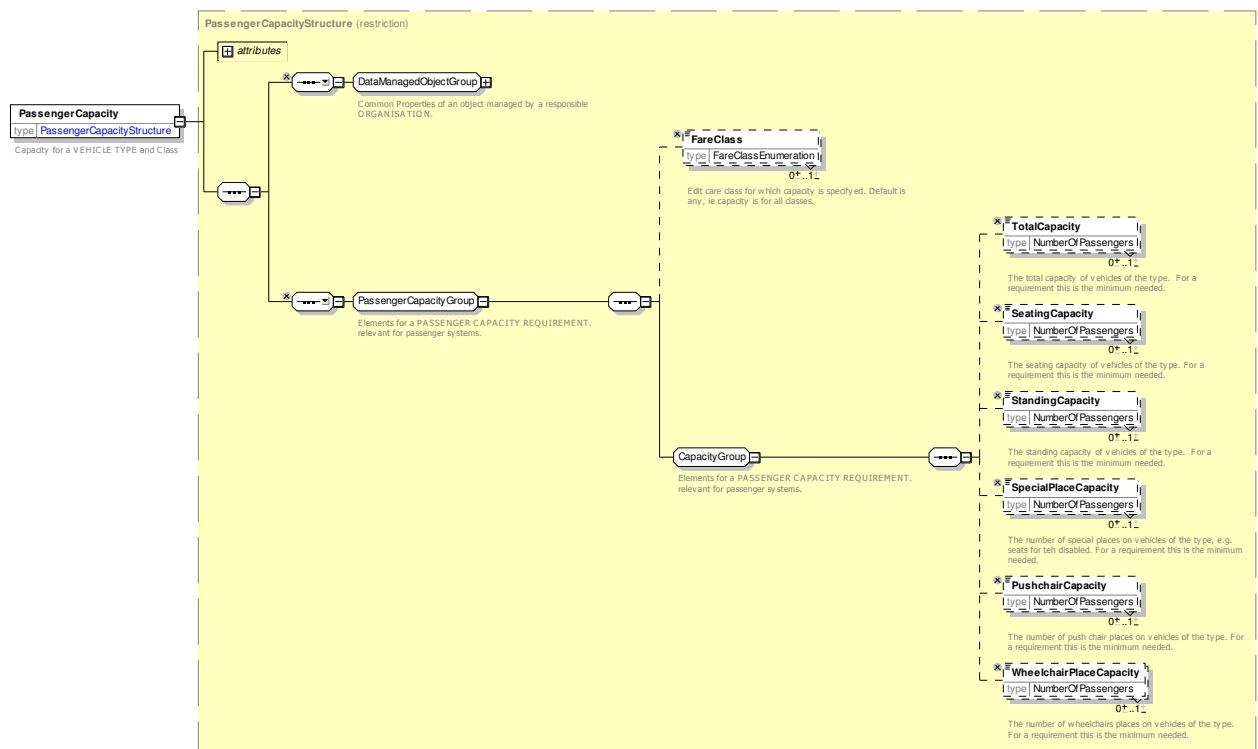 PassengerCapacityStructure (restriction)
attributes
DataManagedObjectGroup
Common Properties of an object managed by a responsible
ORGANISATION.
PassengerCapacity
type PassengerCapacityStructure
Capacity for a VEHICLE TYPE and Class
FareClass
type FareClassEnumeration
0..1
Edit care class for which capacity is specifyed. Default is
any, ie capacity is for all classes.
PassengerCapacityGroup
Elements for a PASSENGER CAPACITY REQUIREMENT.
relevant for passenger systems.
CapacityGroup
Elements for a PASSENGER CAPACITY REQUIREMENT.
relevant for passenger systems.
TotalCapacity
type NumberOfPassengers
0..1
The total capacity of vehicles of the type. For a
requirement this is the minimum needed.
SeatingCapacity
type NumberOfPassengers
0..1
The seating capacity of vehicles of the type. For a
requirement this is the minimum needed.
StandingCapacity
type NumberOfPassengers
0..1
The standing capacity of vehicles of the type. For a
requirement this is the minimum needed.
SpecialPlaceCapacity
type NumberOfPassengers
0..1
The number of special places on vehicles of the type, e.g.
seats for teh disabled. For a requirement this is the minimum
needed.
PushchairCapacity
type NumberOfPassengers
0..1
The number of push chair places on vehicles of the type. For
a requirement this is the minimum needed.
WheelchairPlaceCapacity
type NumberOfPassengers
0..1
The number of wheelchairs places on vehicles of the type.
For a requirement this is the minimum needed.